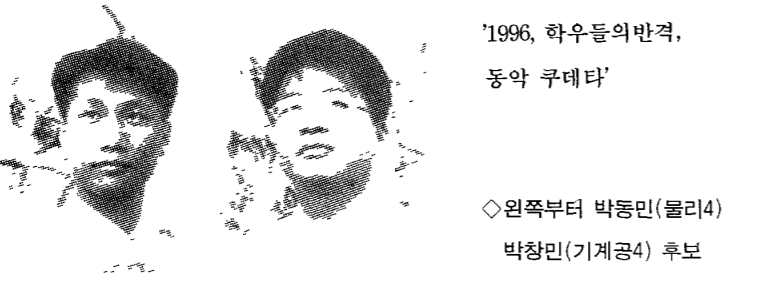 '1996, 학우들의반격,
동악 쿠데타'
◇왼쪽부터 박동민(물리4)
박창민(기계공4) 후보